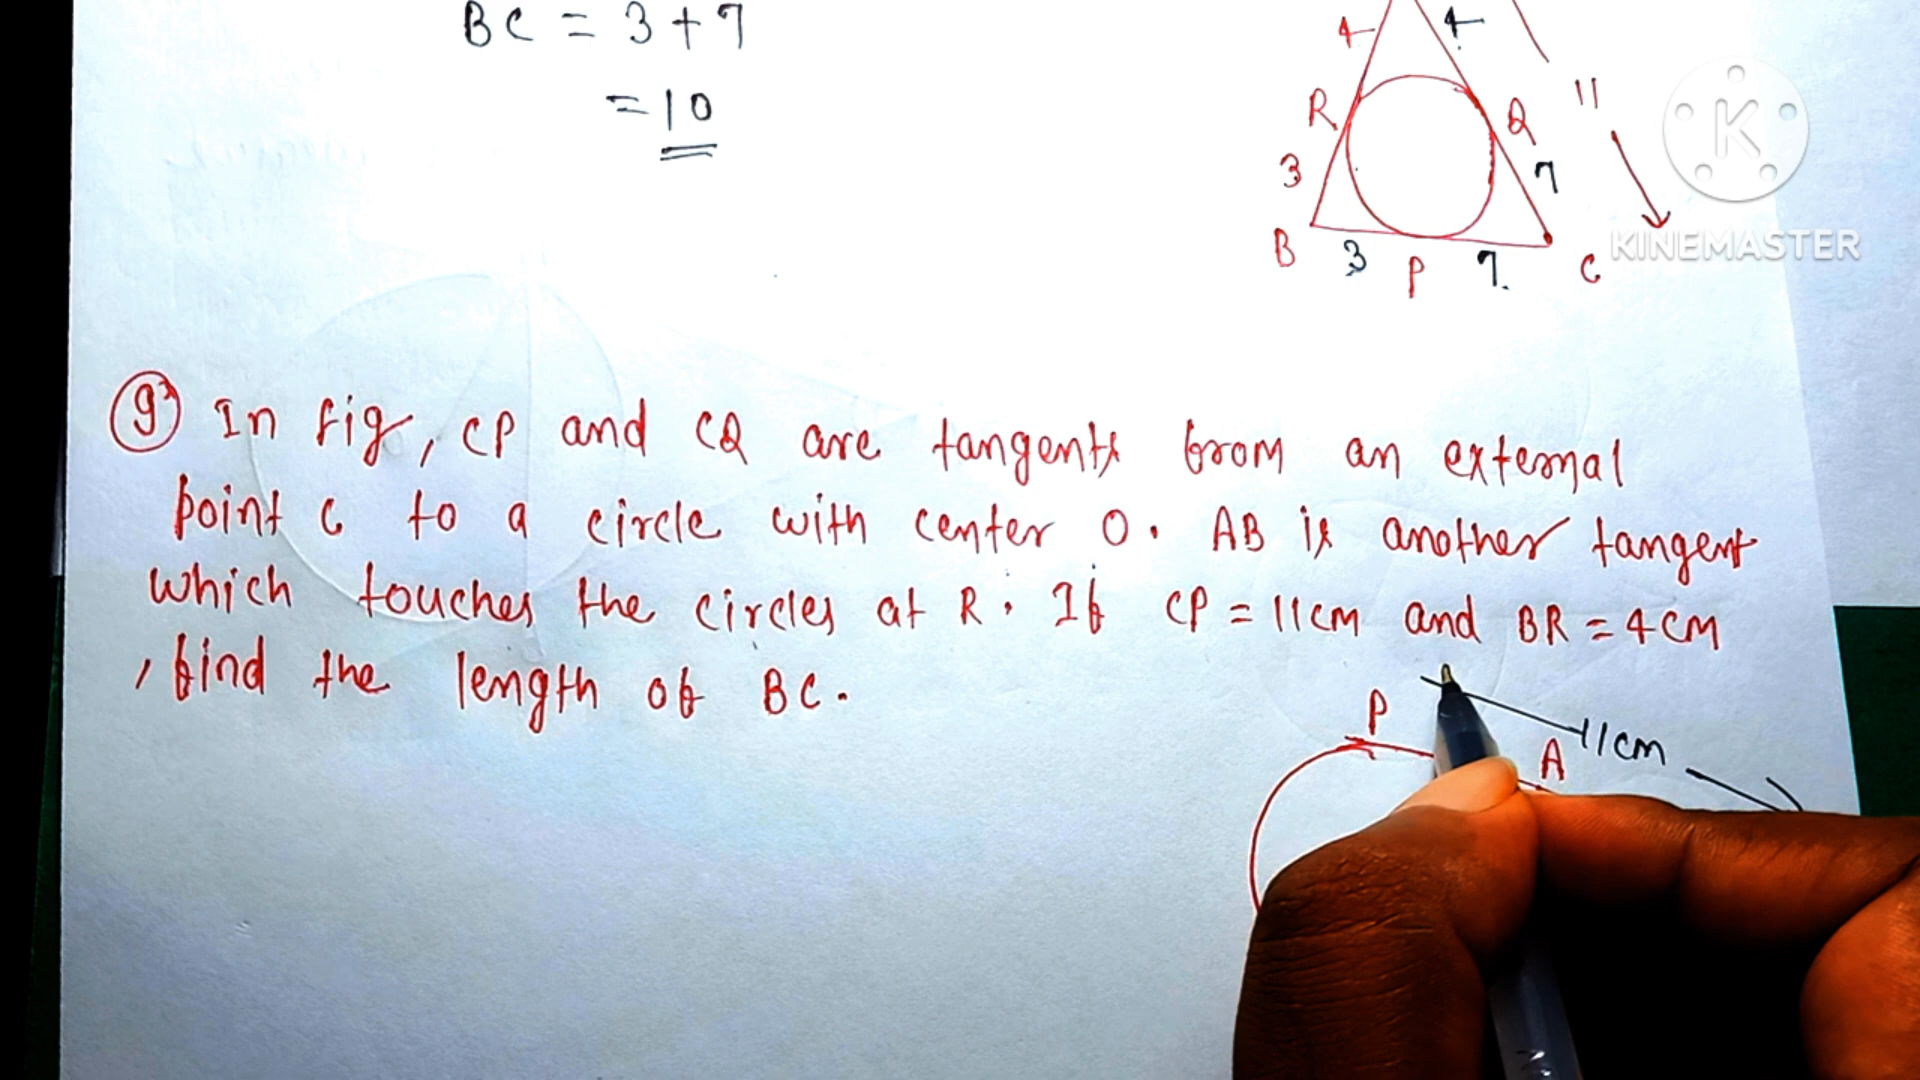 BC = 3+7
= 10
4 4
R Q 11
3 7
B 3 P 7. C
K
KINEMASTER
9 In fig, CP and CQ are tangents from an external
point C to a circle with center O. AB is another tangent
which touches the circles at R. If CP = 11cm and BR = 4cm
, find the length of BC.
P
11cm
A